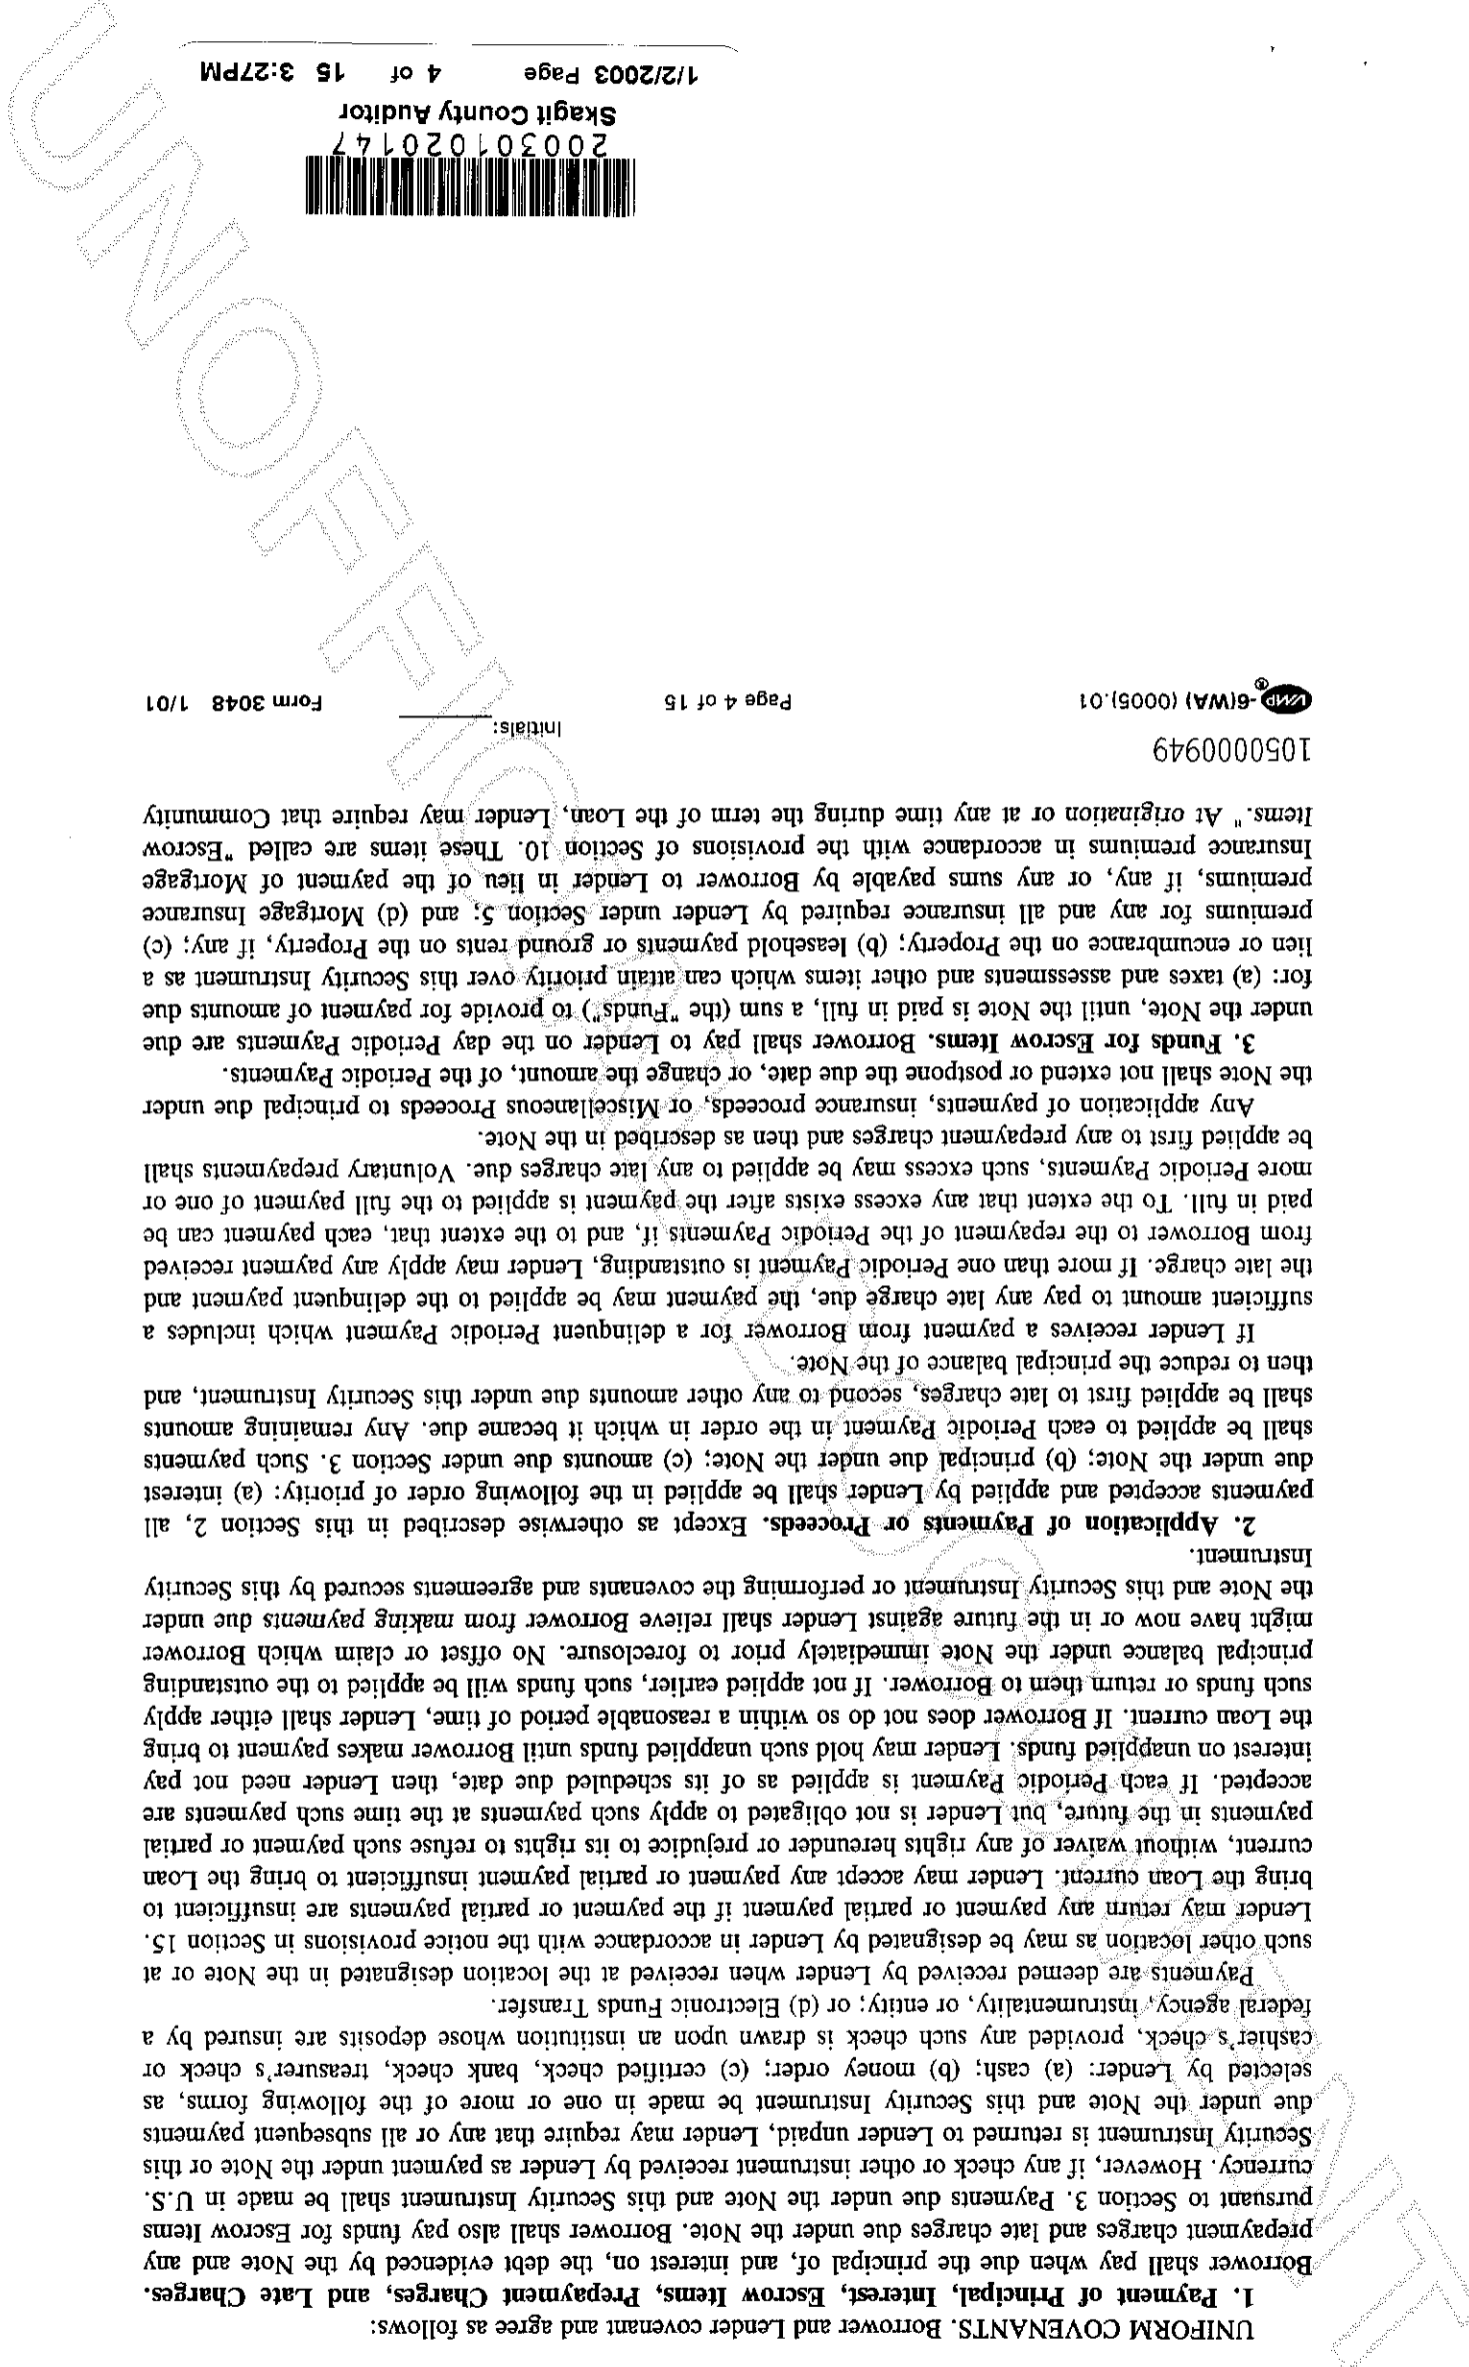 UNIFORM COVENANTS. Borrower and Lender covenant and agree as follows:
1. Payment of Principal, Interest, Escrow Items, Prepayment Charges, and Late Charges.
Borrower shall pay when due the principal of, and interest on, the debt evidenced by the Note and any
prepayment charges and late charges due under the Note. Borrower shall also pay funds for Escrow Items
pursuant to Section 3. Payments due under the Note and this Security Instrument shall be made in U.S.
currency. However, if any check or other instrument received by Lender as payment under the Note or this
Security Instrument is returned to Lender unpaid, Lender may require that any or all subsequent payments
due under the Note and this Security Instrument be made in one or more of the following forms, as
selected by Lender: (a) cash; (b) money order; (c) certified check, bank check, treasurer's check or
cashier's check, provided any such check is drawn upon an institution whose deposits are insured by a
federal agency, instrumentality, or entity; or (d) Electronic Funds Transfer.
Payments are deemed received by Lender when received at the location designated in the Note or at
such other location as may be designated by Lender in accordance with the notice provisions in Section 15.
Lender may return any payment or partial payment if the payment or partial payments are insufficient to
bring the Loan current. Lender may accept any payment or partial payment insufficient to bring the Loan
current, without waiver of any rights hereunder or prejudice to its rights to refuse such payment or partial
payments in the future, but Lender is not obligated to apply such payments at the time such payments are
accepted. If each Periodic Payment is applied as of its scheduled due date, then Lender need not pay
interest on unapplied funds. Lender may hold such unapplied funds until Borrower makes payment to bring
the Loan current. If Borrower does not do so within a reasonable period of time, Lender shall either apply
such funds or return them to Borrower. If not applied earlier, such funds will be applied to the outstanding
principal balance under the Note immediately prior to foreclosure. No offset or claim which Borrower
might have now or in the future against Lender shall relieve Borrower from making payments due under
the Note and this Security Instrument or performing the covenants and agreements secured by this Security
Instrument.
2. Application of Payments or Proceeds. Except as otherwise described in this Section 2, all
payments accepted and applied by Lender shall be applied in the following order of priority: (a) interest
due under the Note; (b) principal due under the Note; (c) amounts due under Section 3. Such payments
shall be applied to each Periodic Payment in the order in which it became due. Any remaining amounts
shall be applied first to late charges, second to any other amounts due under this Security Instrument, and
then to reduce the principal balance of the Note.
If Lender receives a payment from Borrower for a delinquent Periodic Payment which includes a
sufficient amount to pay any late charge due, the payment may be applied to the delinquent payment and
the late charge. If more than one Periodic Payment is outstanding, Lender may apply any payment received
from Borrower to the repayment of the Periodic Payments if, and to the extent that, each payment can be
paid in full. To the extent that any excess exists after the payment is applied to the full payment of one or
more Periodic Payments, such excess may be applied to any late charges due. Voluntary prepayments shall
be applied first to any prepayment charges and then as described in the Note.
Any application of payments, insurance proceeds, or Miscellaneous Proceeds to principal due under
the Note shall not extend or postpone the due date, or change the amount, of the Periodic Payments.
3. Funds for Escrow Items. Borrower shall pay to Lender on the day Periodic Payments are due
under the Note, until the Note is paid in full, a sum (the "Funds") to provide for payment of amounts due
for: (a) taxes and assessments and other items which can attain priority over this Security Instrument as a
lien or encumbrance on the Property; (b) leasehold payments or ground rents on the Property, if any; (c)
premiums for any and all insurance required by Lender under Section 5; and (d) Mortgage Insurance
premiums, if any, or any sums payable by Borrower to Lender in lieu of the payment of Mortgage
Insurance premiums in accordance with the provisions of Section 10. These items are called "Escrow
Items." At origination or at any time during the term of the Loan, Lender may require that Community
105000949
Initials:
VMP-6(WA) (0005).01 Page 4 of 15 Form 3048 1/01
®
200301020147
Skagit County Auditor
1/2/2003 Page 4 of 15 3:27PM
UNOFFICIAL DOCUMENT